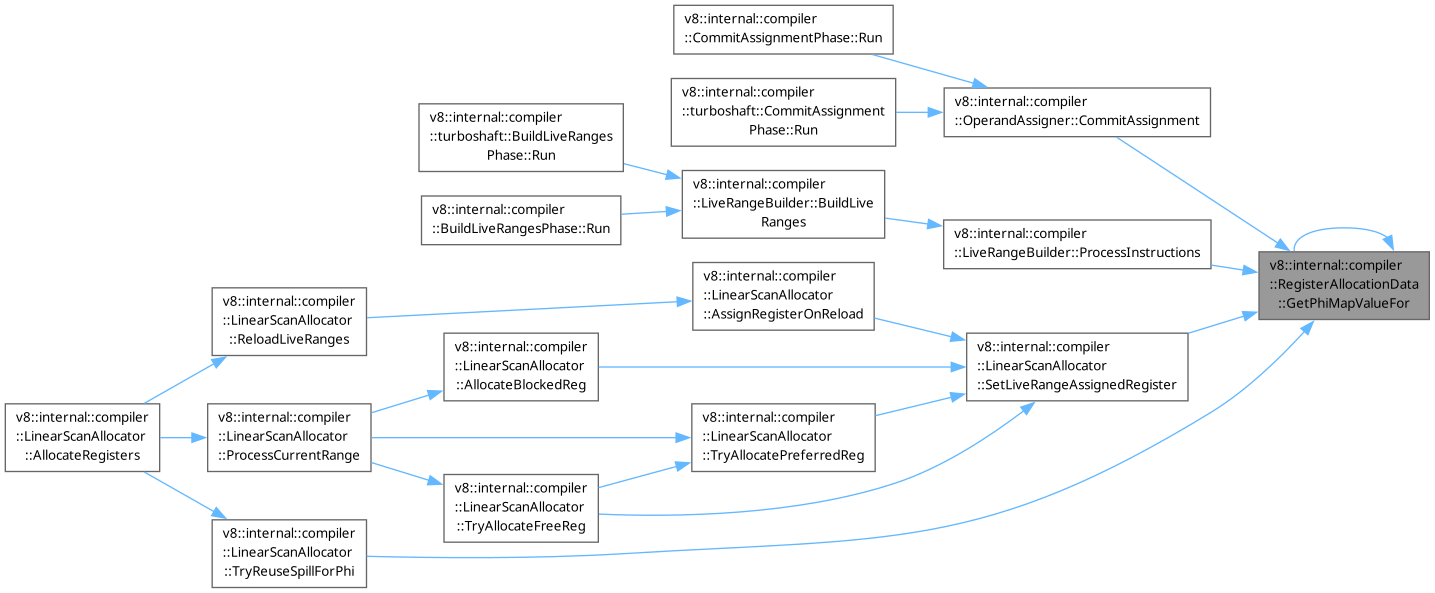 v8::internal::compiler
::CommitAssignmentPhase::Run
v8::internal::compiler
::turboshaft::CommitAssignment
Phase::Run
v8::internal::compiler
::OperandAssigner::CommitAssignment
v8::internal::compiler
::turboshaft::BuildLiveRanges
Phase::Run
v8::internal::compiler
::BuildLiveRangesPhase::Run
v8::internal::compiler
::LiveRangeBuilder::BuildLive
Ranges
v8::internal::compiler
::LiveRangeBuilder::ProcessInstructions
v8::internal::compiler
::RegisterAllocationData
::GetPhiMapValueFor
v8::internal::compiler
::LinearScanAllocator
::AssignRegisterOnReload
v8::internal::compiler
::LinearScanAllocator
::ReloadLiveRanges
v8::internal::compiler
::LinearScanAllocator
::AllocateBlockedReg
v8::internal::compiler
::LinearScanAllocator
::SetLiveRangeAssignedRegister
v8::internal::compiler
::LinearScanAllocator
::AllocateRegisters
v8::internal::compiler
::LinearScanAllocator
::ProcessCurrentRange
v8::internal::compiler
::LinearScanAllocator
::TryAllocatePreferredReg
v8::internal::compiler
::LinearScanAllocator
::TryAllocateFreeReg
v8::internal::compiler
::LinearScanAllocator
::TryReuseSpillForPhi